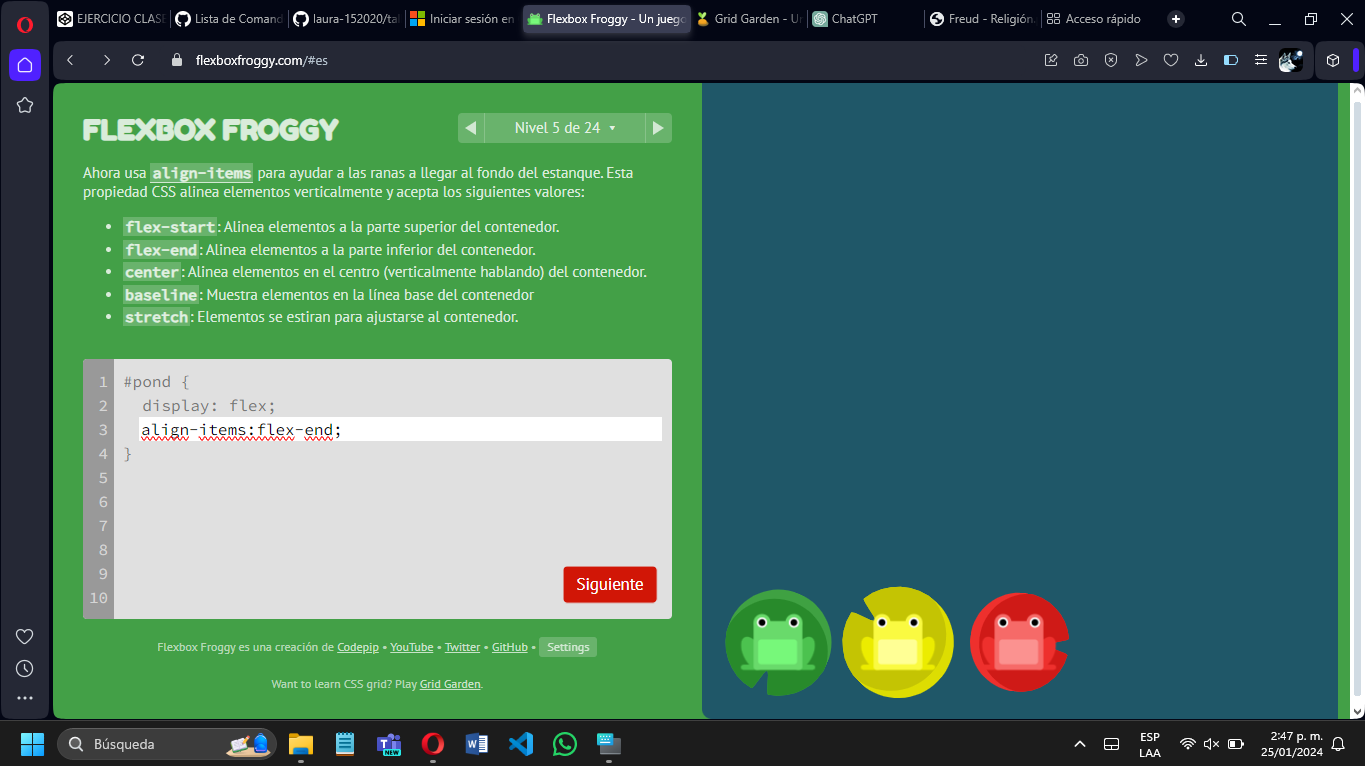 EJERCICIO CLASE
Lista de Comand
laura-152020/tal
Iniciar sesión en
Flexbox Froggy - Un juego
Grid Garden - Un
ChatGPT
Freud - Religión.
Acceso rápido
flexboxfroggy.com/#es
FLEXBOX FROGGY
Nivel 5 de 24
Ahora usa align-items para ayudar a las ranas a llegar al fondo del estanque. Esta
propiedad CSS alinea elementos verticalmente y acepta los siguientes valores:
• flex-start: Alinea elementos a la parte superior del contenedor.
• flex-end: Alinea elementos a la parte inferior del contenedor.
• center: Alinea elementos en el centro (verticalmente hablando) del contenedor.
• baseline: Muestra elementos en la línea base del contenedor
• stretch: Elementos se estiran para ajustarse al contenedor.
1 #pond {
2 display: flex;
3 align-items:flex-end;
4 }
5
6
7
8
9
10
Siguiente
Flexbox Froggy es una creación de Codepip • YouTube • Twitter • GitHub • Settings
Want to learn CSS grid? Play Grid Garden.
Búsqueda
NEW
ESP
LAA
2:47 p. m.
25/01/2024